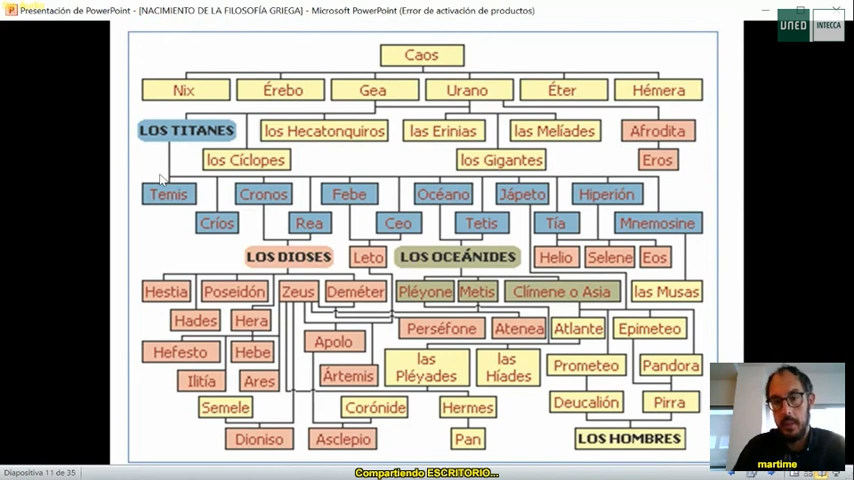 Presentación de PowerPoint - [NACIMIENTO DE LA FILOSOFÍA GRIEGA] - Microsoft PowerPoint (Error de activación de productos)
UNED
INTECCA
Caos
Nix
Érebo
Gea
Urano
Éter
Hémera
LOS TITANES
los Hecatonquiros
las Erinias
las Melíades
Afrodita
los Cíclopes
los Gigantes
Eros
Temis
Cronos
Febe
Océano
Jápeto
Hiperión
Críos
Rea
Ceo
Tetis
Tía
Mnemosine
LOS DIOSES
Leto
LOS OCEÁNIDES
Helio
Selene
Eos
Hestia
Poseidón
Zeus
Deméter
Pléyone
Metis
Clímene o Asia
las Musas
Hades
Hera
Perséfone
Atenea
Atlante
Epimeteo
Apolo
Hefesto
Hebe
las Pléyades
las Híades
Prometeo
Pandora
Ilitía
Ares
Ártemis
Semele
Corónide
Hermes
Deucalión
Pirra
Dioniso
Asclepio
Pan
LOS HOMBRES
martime
Diapositiva 11 de 35
Compartiendo ESCRITORIO...